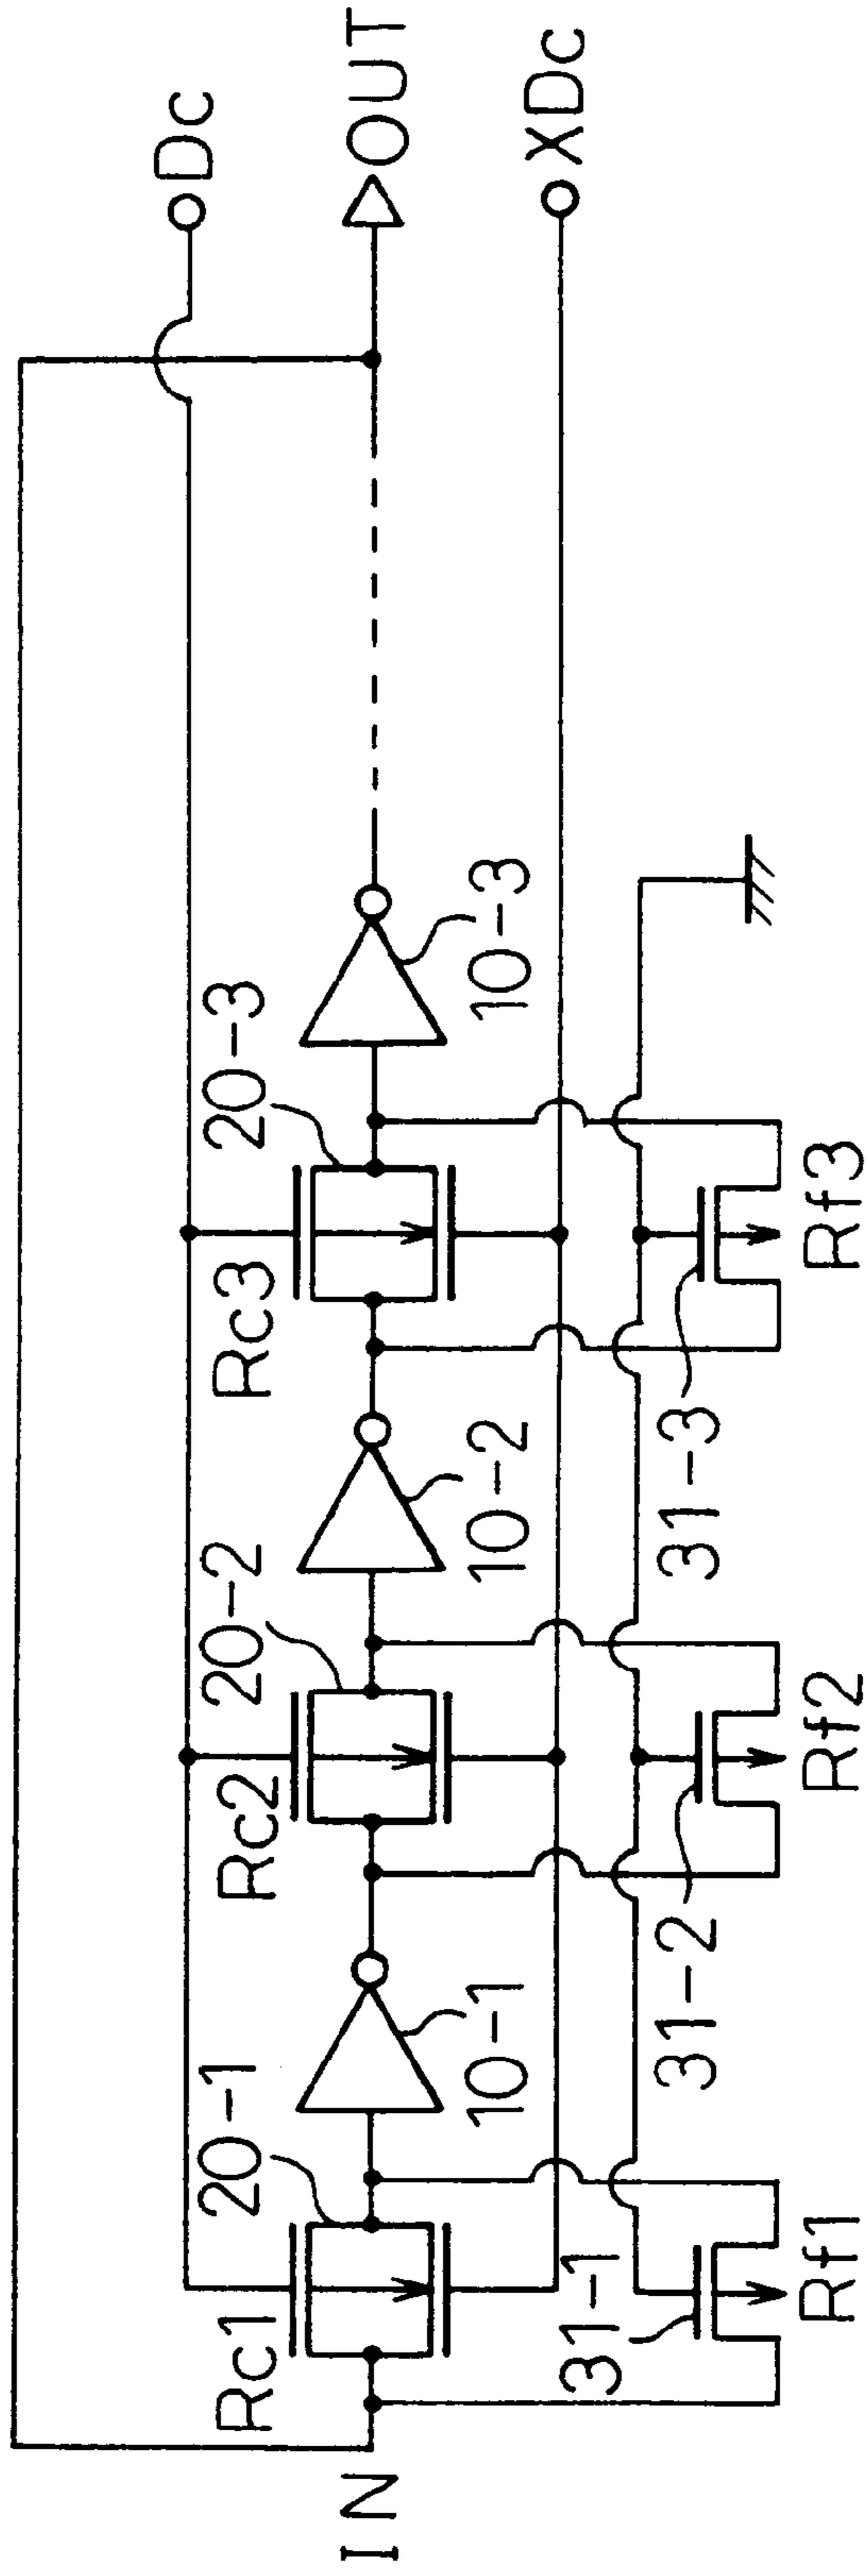 Dc
OUT
XDc
Rc1
20-1
Rc2
20-2
Rc3
20-3
IN
10-1
10-2
10-3
31-1
31-2
31-3
Rf1
Rf2
Rf3